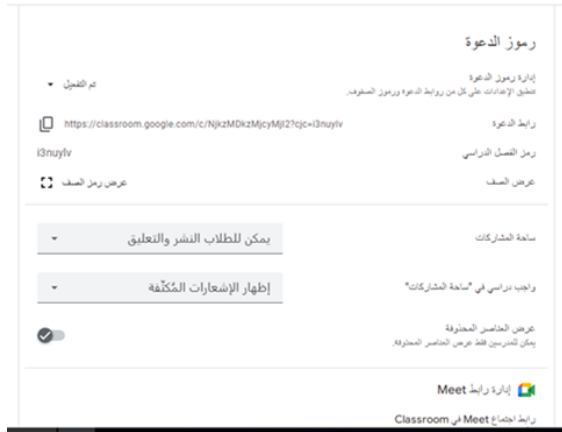 رموز الدعوة
إدارة رموز الدعوة
تنطبق الإعدادات على كل من روابط الدعوة ورموز الصفوف.
تم التفعيل
رابط الدعوة
https://classroom.google.com/c/NjkzMDkzMjcyMjI2?cjc=i3nuylv
رمز الفصل الدراسي
i3nuylv
عرض الصف
عرض رمز الصف
ساحة المشاركات
يمكن للطلاب النشر والتعليق
واجب دراسي في "ساحة المشاركات"
إظهار الإشعارات المُكثّفة
عرض العناصر المحذوفة
يمكن للمدرسين فقط عرض العناصر المحذوفة.
إدارة رابط Meet
رابط اجتماع Meet في Classroom